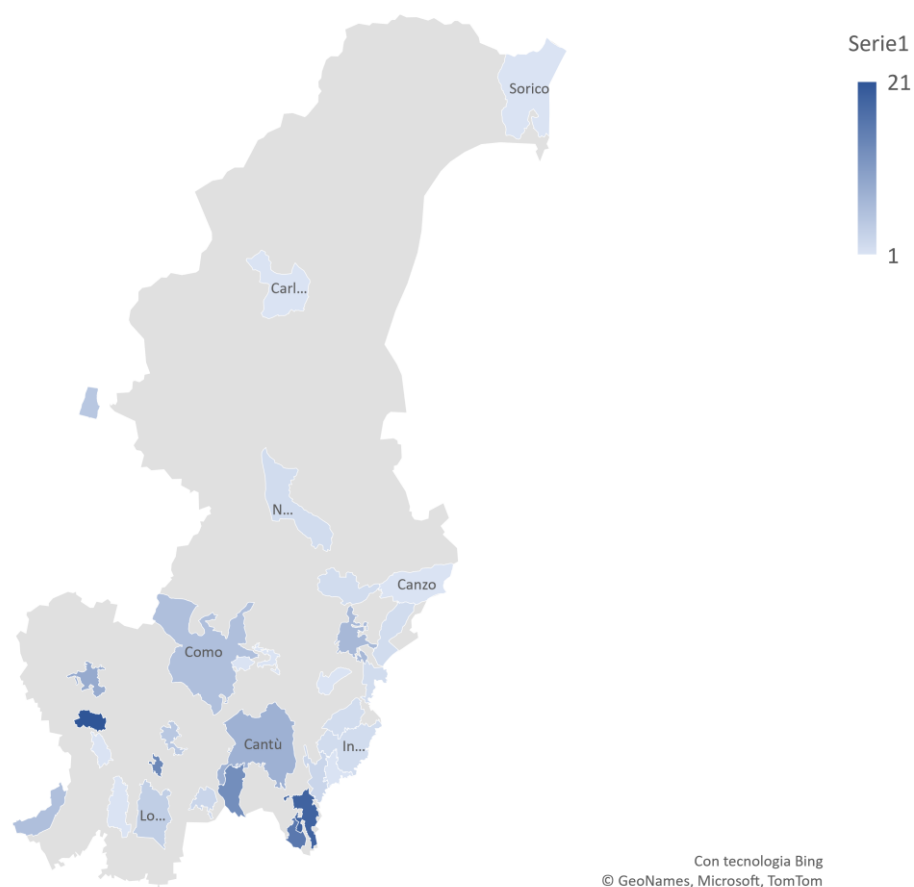 Serie1
21
1
Sorico
Carl...
N...
Canzo
Como
Cantù
In...
Lo...
Con tecnologia Bing
© GeoNames, Microsoft, TomTom